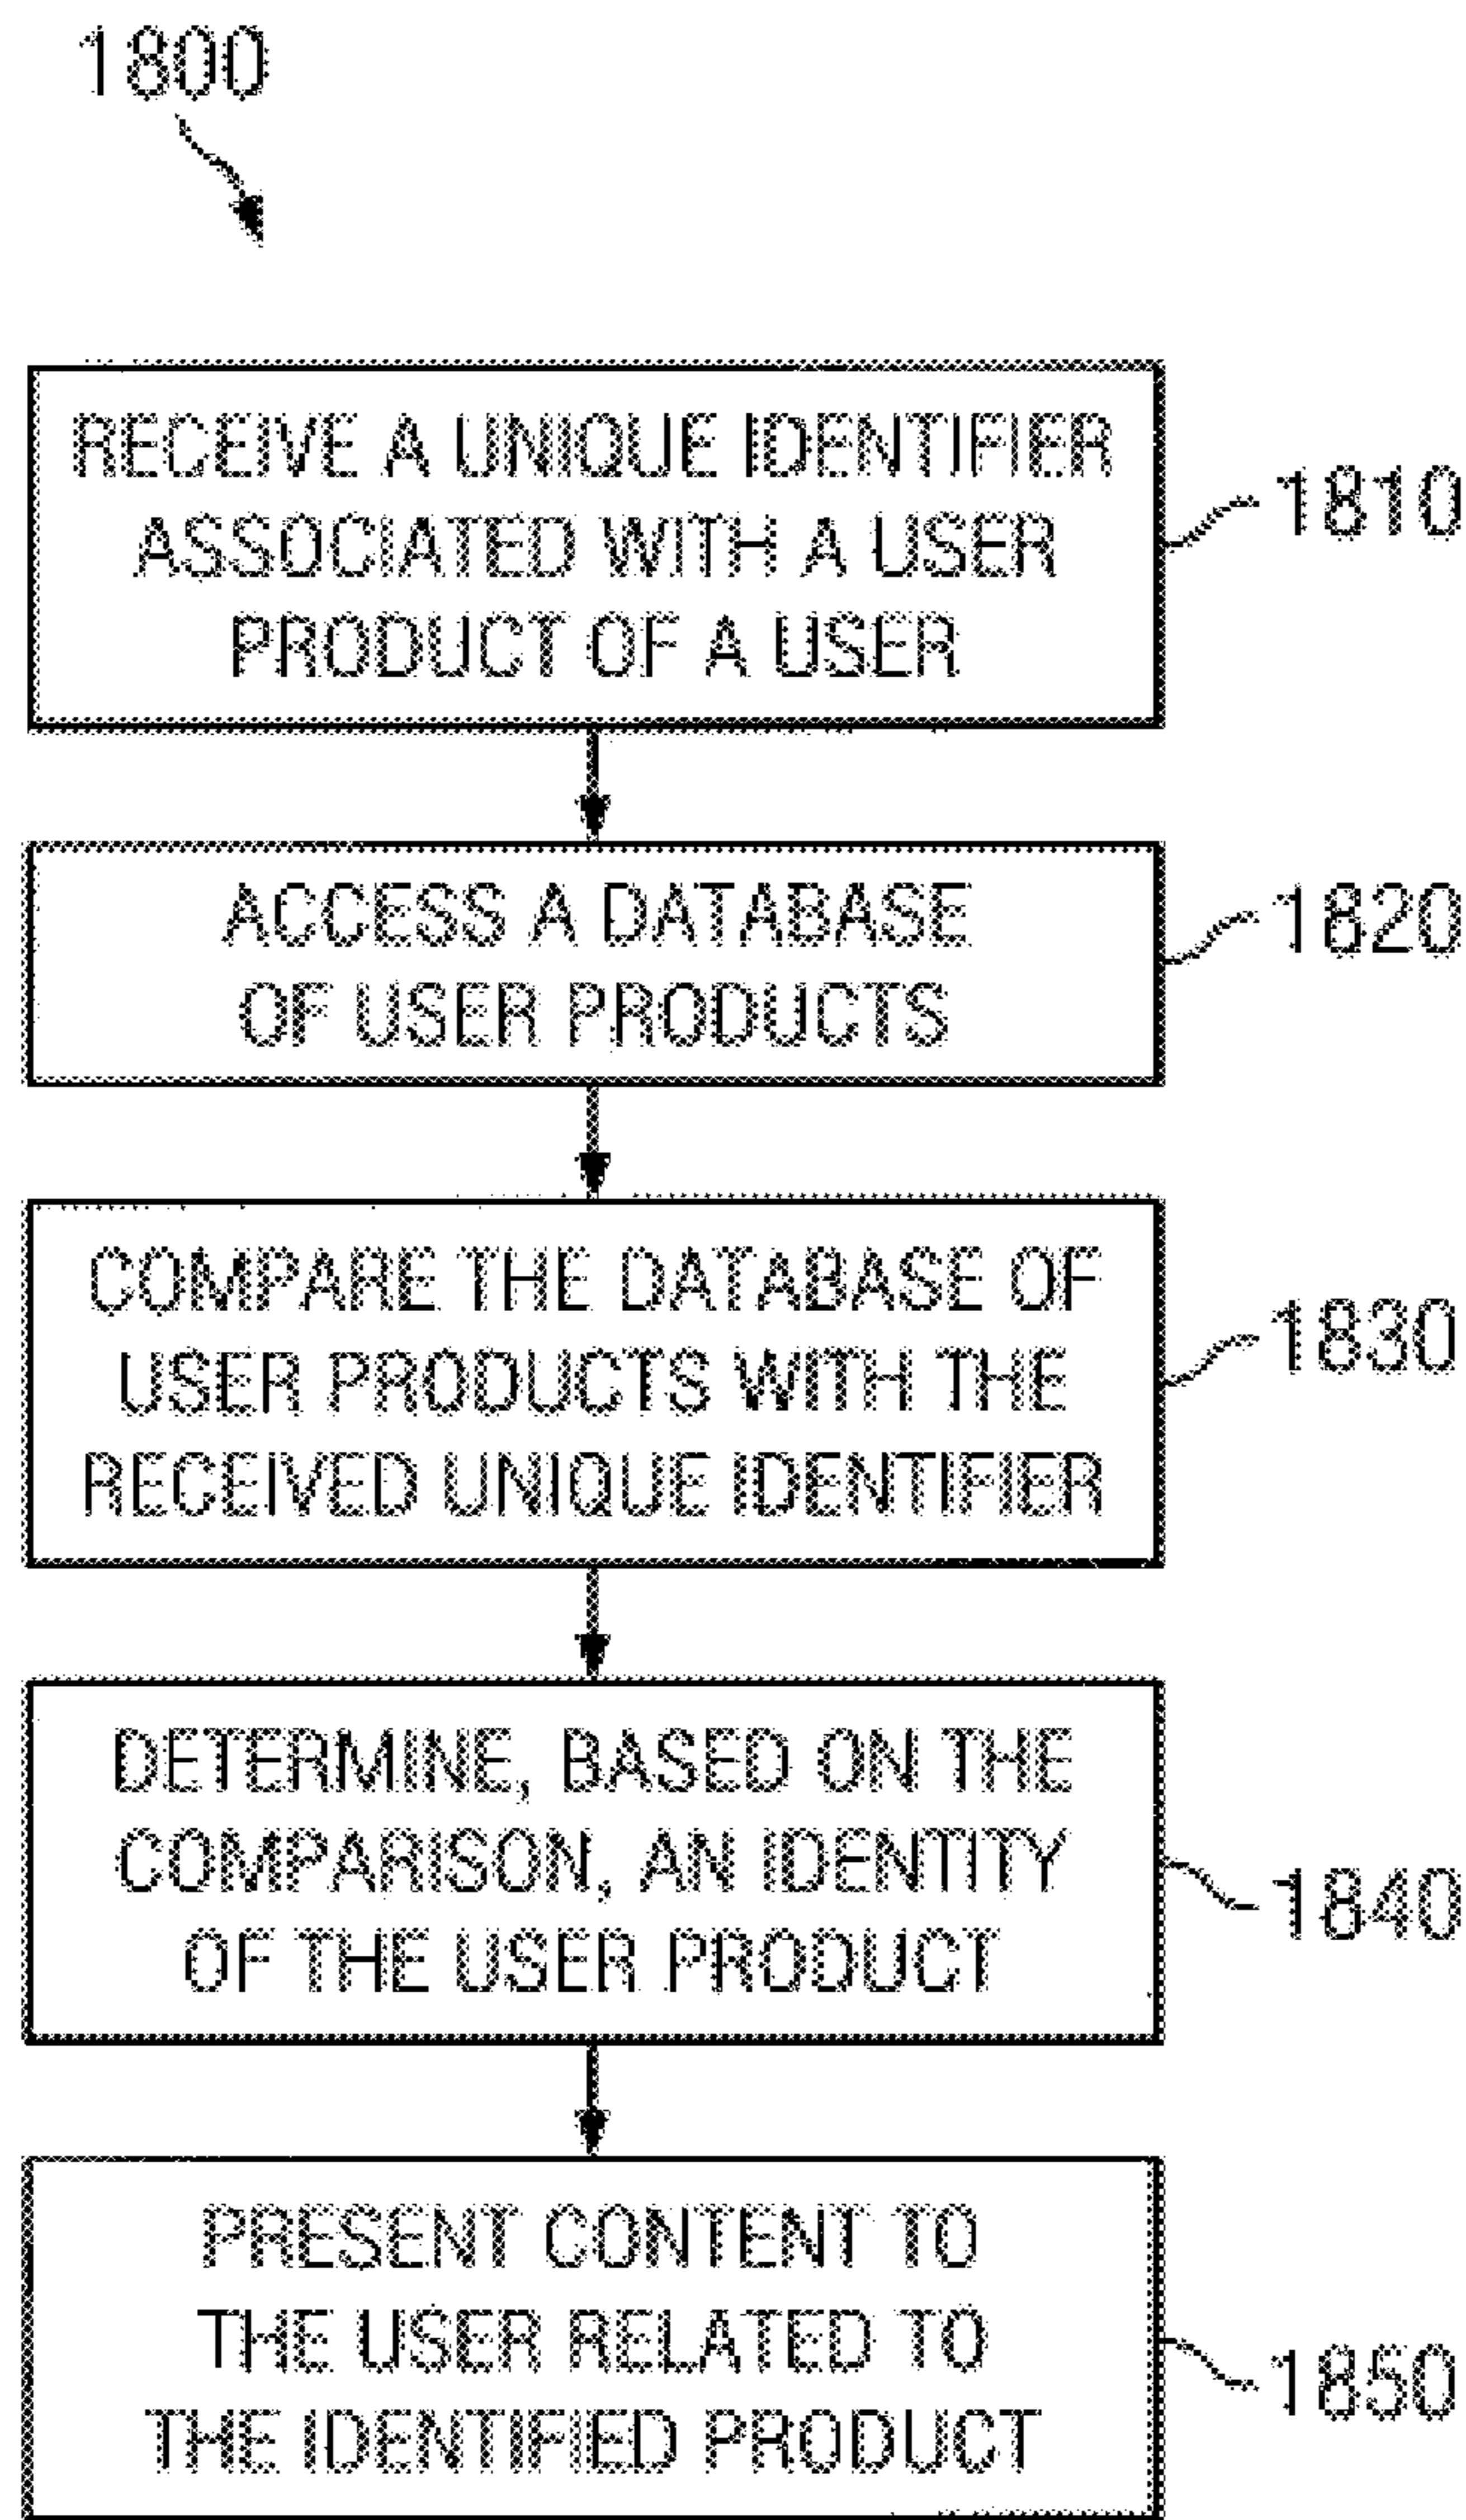 1800
RECEIVE A UNIQUE IDENTIFIER
ASSOCIATED WITH A USER
PRODUCT OF A USER
1810
ACCESS A DATABASE
OF USER PRODUCTS
1820
COMPARE THE DATABASE OF
USER PRODUCTS WITH THE
RECEIVED UNIQUE IDENTIFIER
1830
DETERMINE, BASED ON THE
COMPARISON, AN IDENTITY
OF THE USER PRODUCT
1840
PRESENT CONTENT TO
THE USER RELATED TO
THE IDENTIFIED PRODUCT
1850